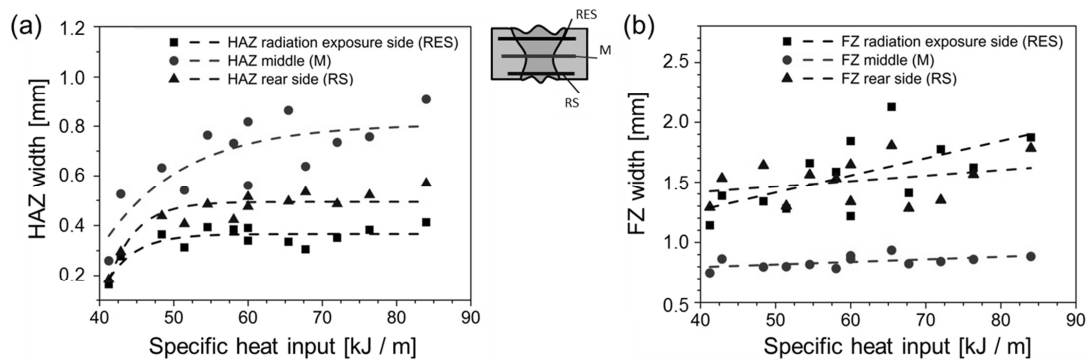 (a)
HAZ width [mm]
1.2
1.0
0.8
0.6
0.4
0.2
HAZ radiation exposure side (RES)
HAZ middle (M)
HAZ rear side (RS)
40 50 60 70 80 90
Specific heat input [kJ / m]
RES
M
RS
(b)
FZ width [mm]
2.5
2.0
1.5
1.0
0.5
FZ radiation exposure side (RES)
FZ middle (M)
FZ rear side (RS)
40 50 60 70 80 90
Specific heat input [kJ / m]